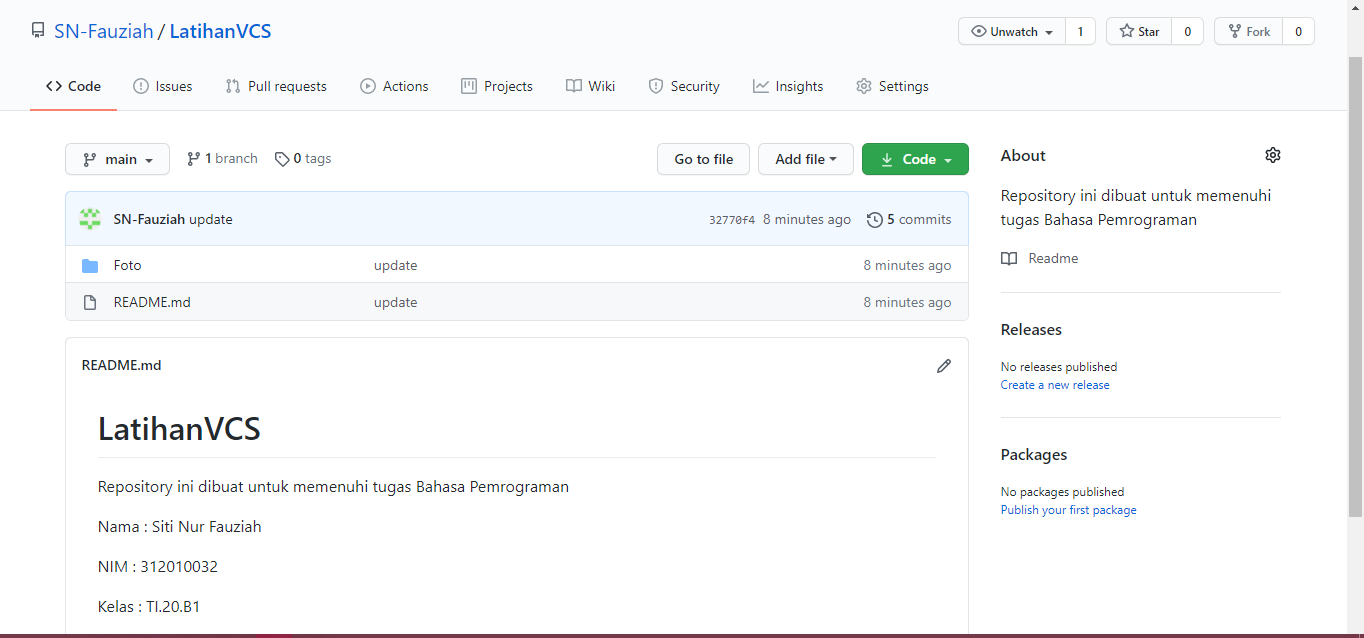 SN-Fauziah / LatihanVCS
Unwatch 1 Star 0 Fork 0
Code Issues Pull requests Actions Projects Wiki Security Insights Settings
main 1 branch 0 tags Go to file Add file Code
SN-Fauziah update 32770f4 8 minutes ago 5 commits
Foto update 8 minutes ago
README.md update 8 minutes ago
README.md
LatihanVCS
Repository ini dibuat untuk memenuhi tugas Bahasa Pemrograman
Nama : Siti Nur Fauziah
NIM : 312010032
Kelas : TI.20.B1
About
Repository ini dibuat untuk memenuhi
tugas Bahasa Pemrograman
Readme
Releases
No releases published
Create a new release
Packages
No packages published
Publish your first package